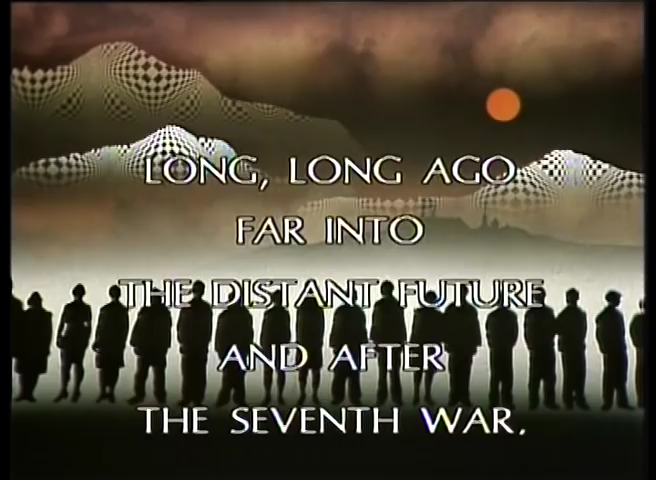 LONG, LONG AGO
FAR INTO
THE DISTANT FUTURE
AND AFTER
THE SEVENTH WAR.